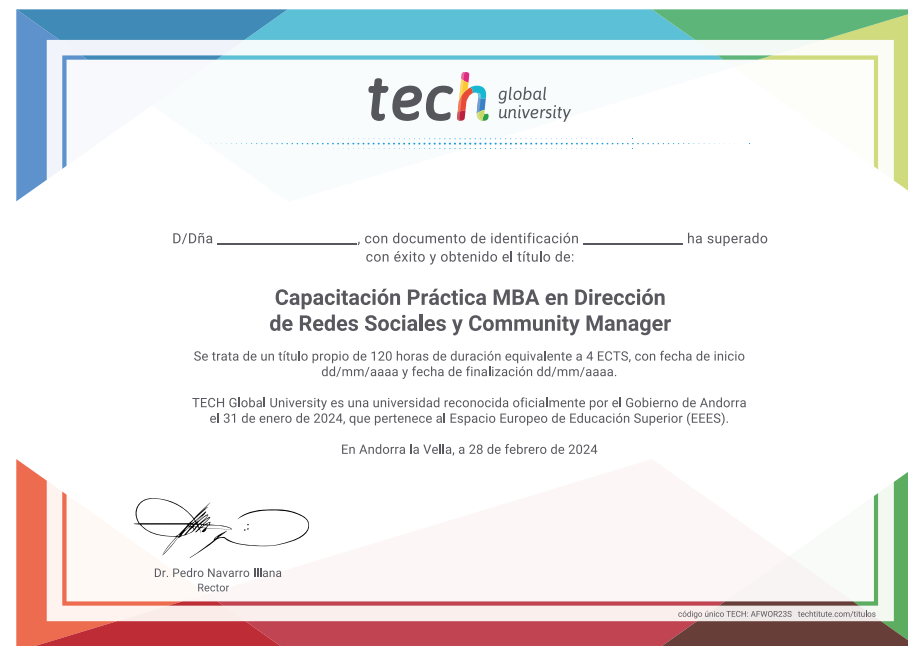 tech global university
D/Dña ____________________, con documento de identificación ______________ ha superado
con éxito y obtenido el título de:
Capacitación Práctica MBA en Dirección
de Redes Sociales y Community Manager
Se trata de un título propio de 120 horas de duración equivalente a 4 ECTS, con fecha de inicio
dd/mm/aaaa y fecha de finalización dd/mm/aaaa.
TECH Global University es una universidad reconocida oficialmente por el Gobierno de Andorra
el 31 de enero de 2024, que pertenece al Espacio Europeo de Educación Superior (EEES).
En Andorra la Vella, a 28 de febrero de 2024
Dr. Pedro Navarro Illana
Rector
código único TECH: AFWOR23S techtitute.com/titulos